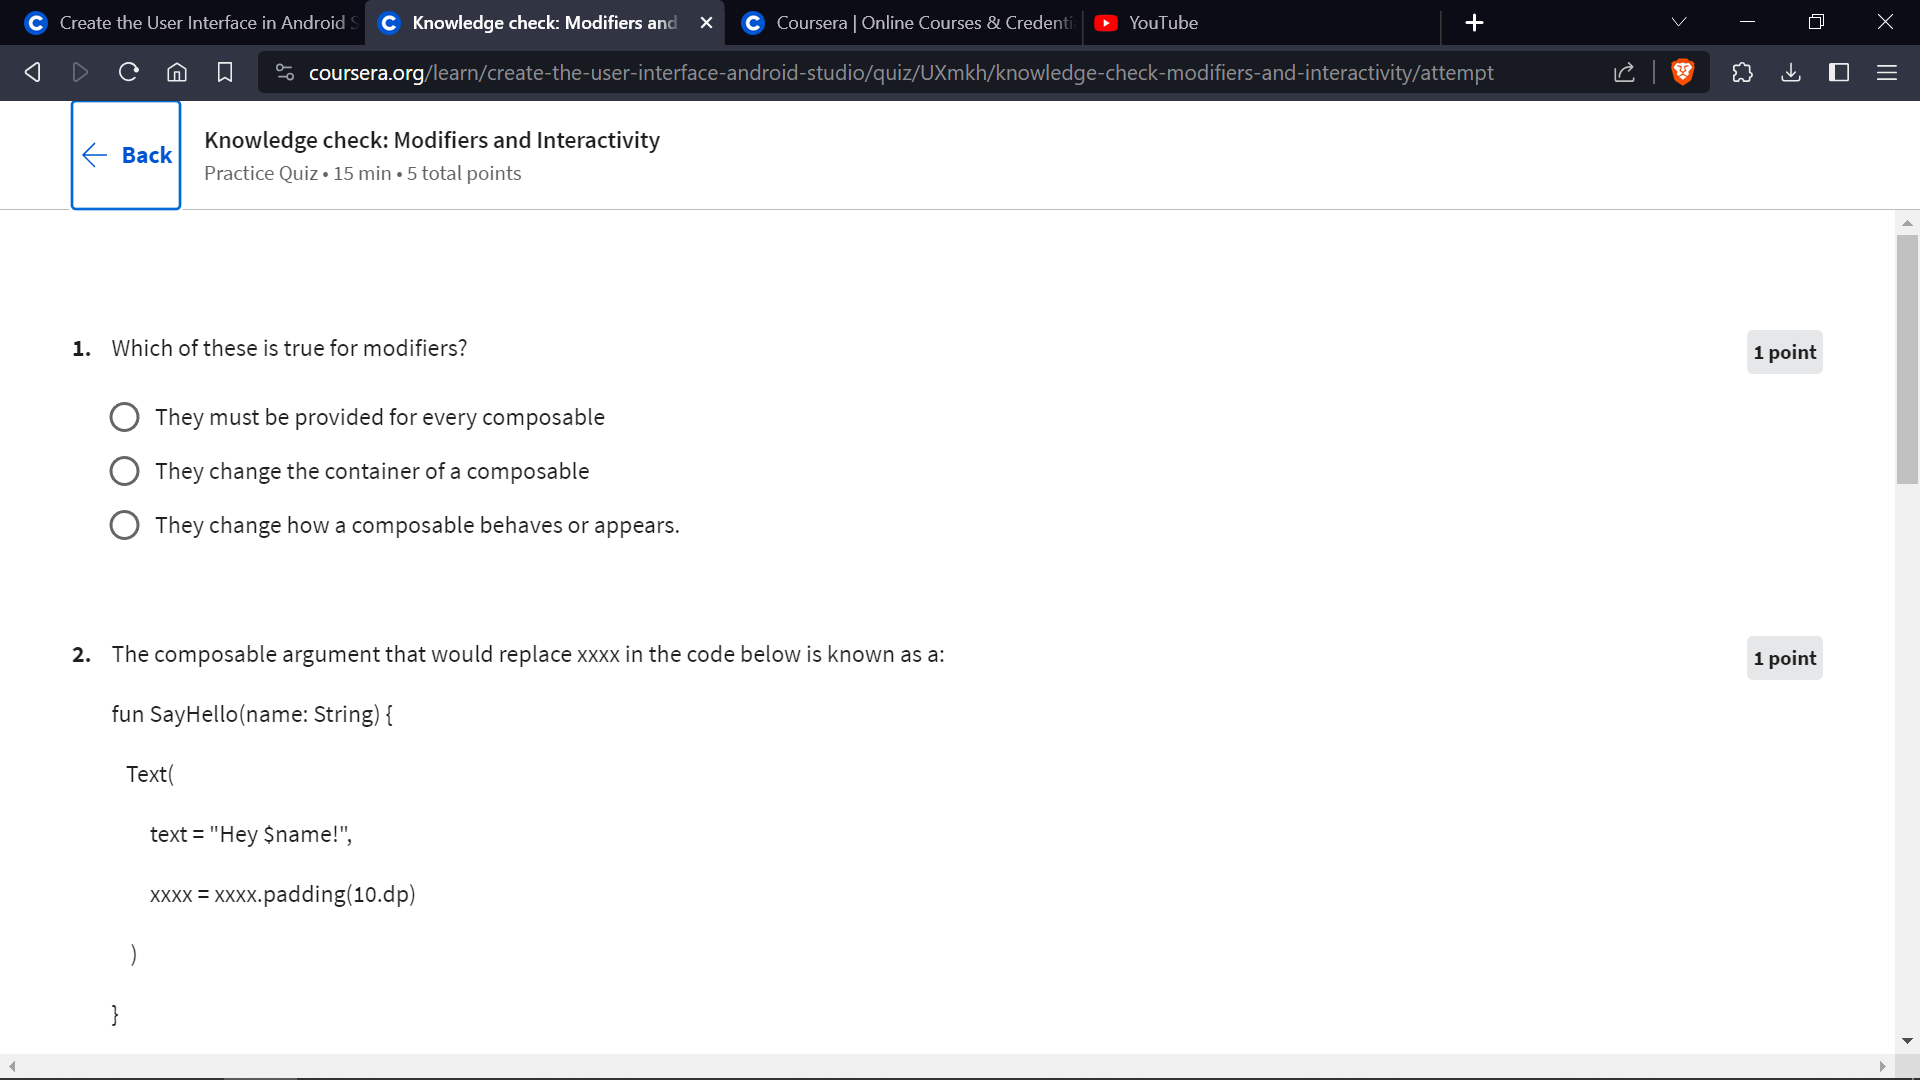 Create the User Interface in Android S
Knowledge check: Modifiers and
Coursera | Online Courses & Credenti
YouTube
coursera.org/learn/create-the-user-interface-android-studio/quiz/UXmkh/knowledge-check-modifiers-and-interactivity/attempt
Back
Knowledge check: Modifiers and Interactivity
Practice Quiz • 15 min • 5 total points
1. Which of these is true for modifiers?
1 point
They must be provided for every composable
They change the container of a composable
They change how a composable behaves or appears.
2. The composable argument that would replace xxxx in the code below is known as a:
1 point
fun SayHello(name: String) {
Text(
text = "Hey $name!",
xxxx = xxxx.padding(10.dp)
)
}